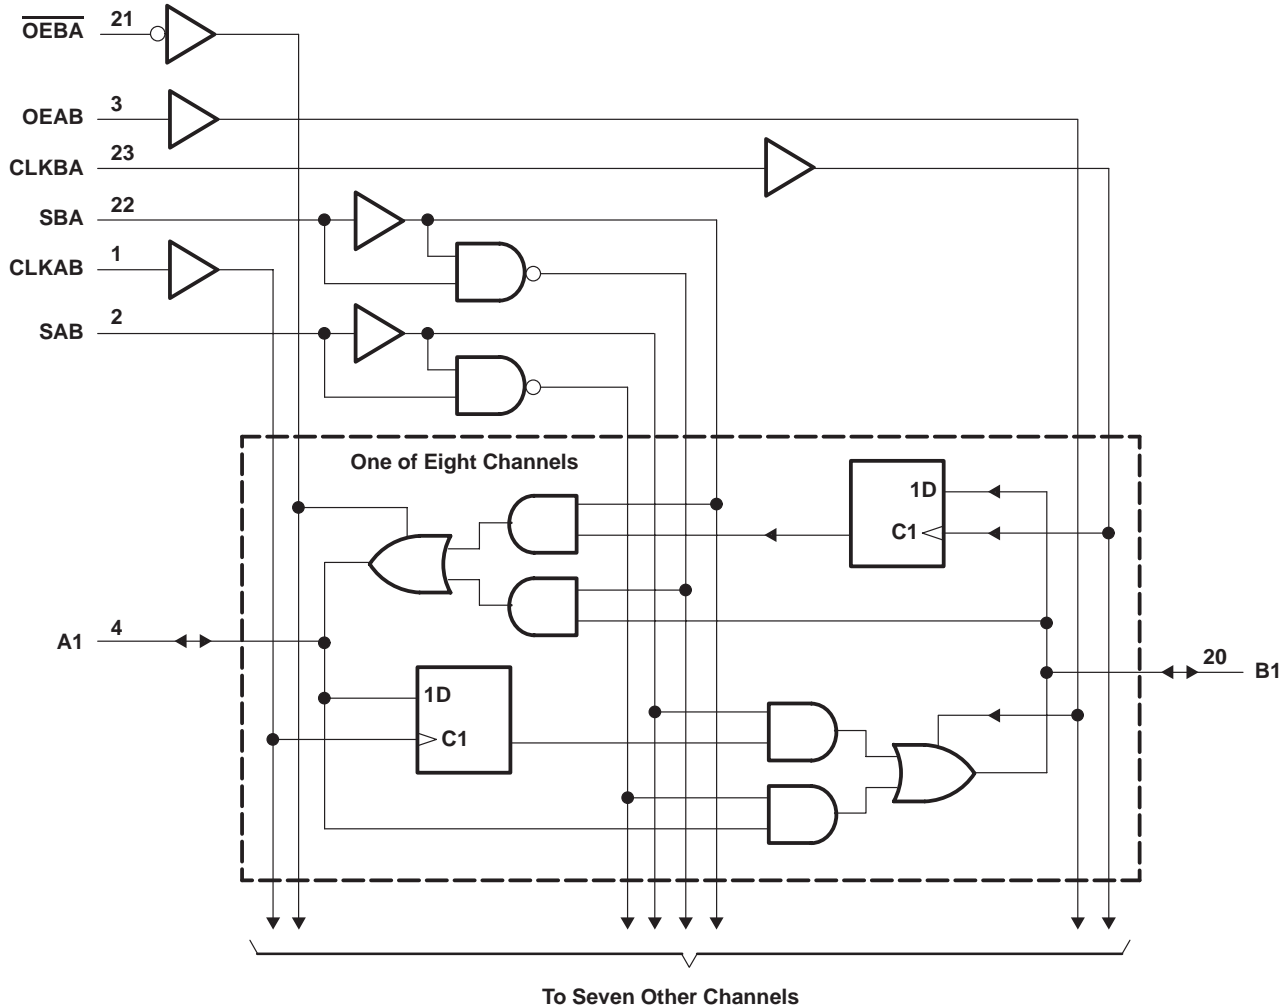 OEBA 21
OEAB 3
CLKBA 23
SBA 22
CLKAB 1
SAB 2
One of Eight Channels
1D
C1
A1 4
20 B1
1D
C1
To Seven Other Channels